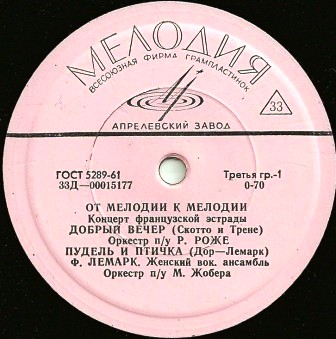 МЕЛОДИЯ
ВСЕСОЮЗНАЯ ФИРМА ГРАМПЛАСТИНОК
33
АПРЕЛЕВСКИЙ ЗАВОД
ГОСТ 5289-61 Третья гр.-1
33Д—00015177 0-70
ОТ МЕЛОДИИ К МЕЛОДИИ
Концерт французской эстрады
ДОБРЫЙ ВЕЧЕР (Скотто и Трене)
Оркестр п/у Р. РОЖЕ
ПУДЕЛЬ И ПТИЧКА (Дор—Лемарк)
Ф. ЛЕМАРК, Женский вок. ансамбль
Оркестр п/у М. Жобера